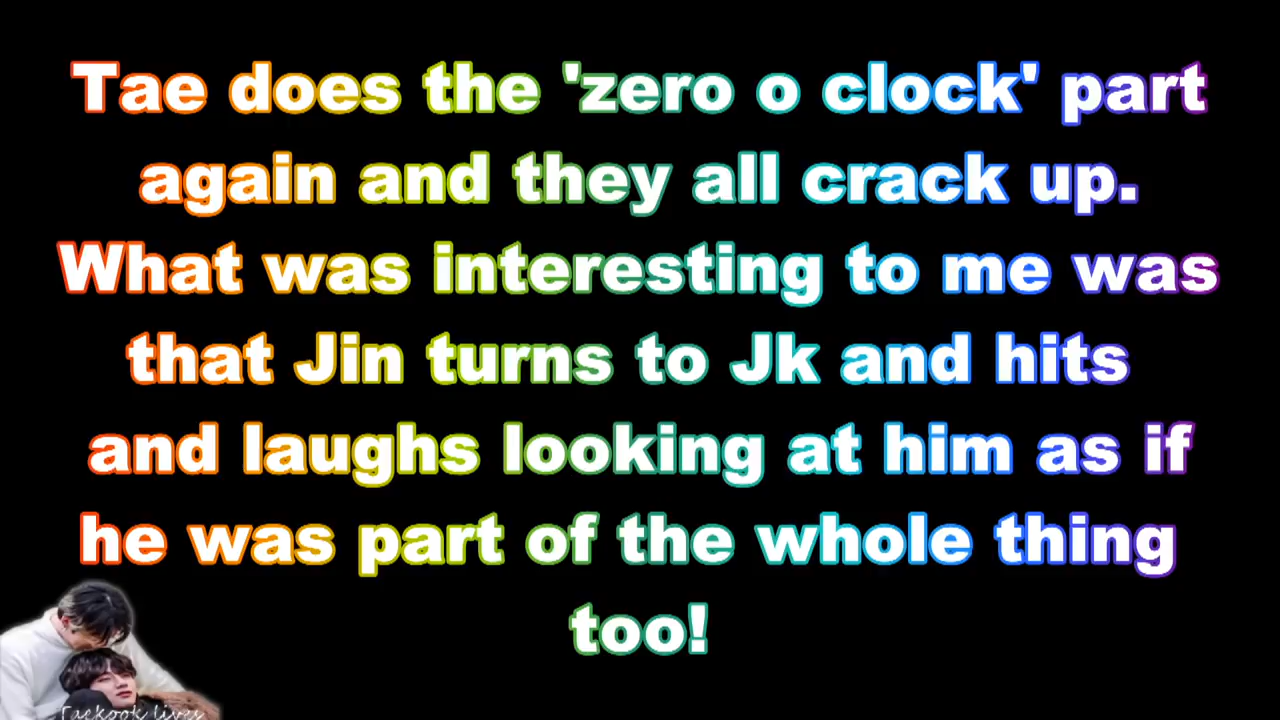 Tae does the 'zero o clock' part
again and they all crack up.
What was interesting to me was
that Jin turns to Jk and hits
and laughs looking at him as if
he was part of the whole thing
too!
Taekook lives